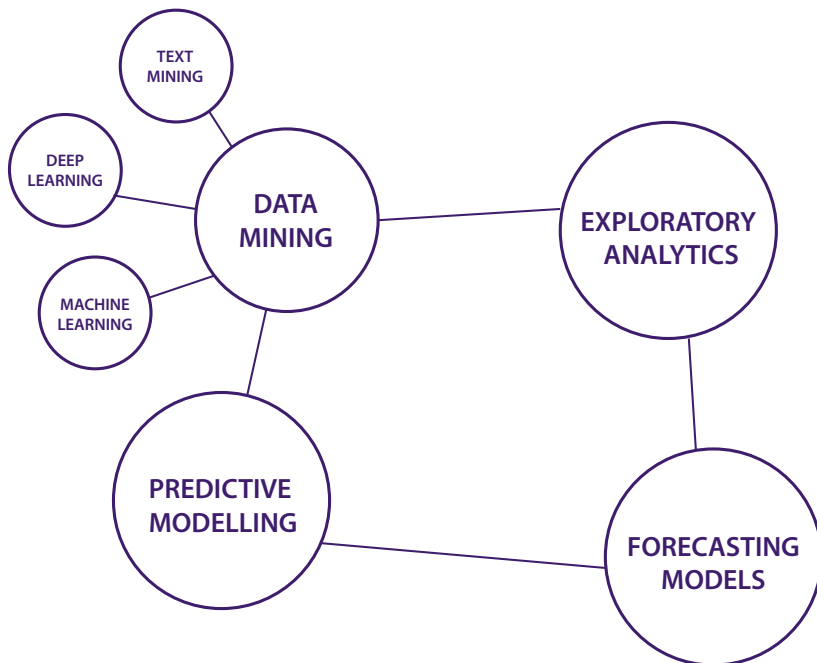 TEXT
MINING
DEEP
LEARNING
MACHINE
LEARNING
DATA
MINING
EXPLORATORY
ANALYTICS
PREDICTIVE
MODELLING
FORECASTING
MODELS